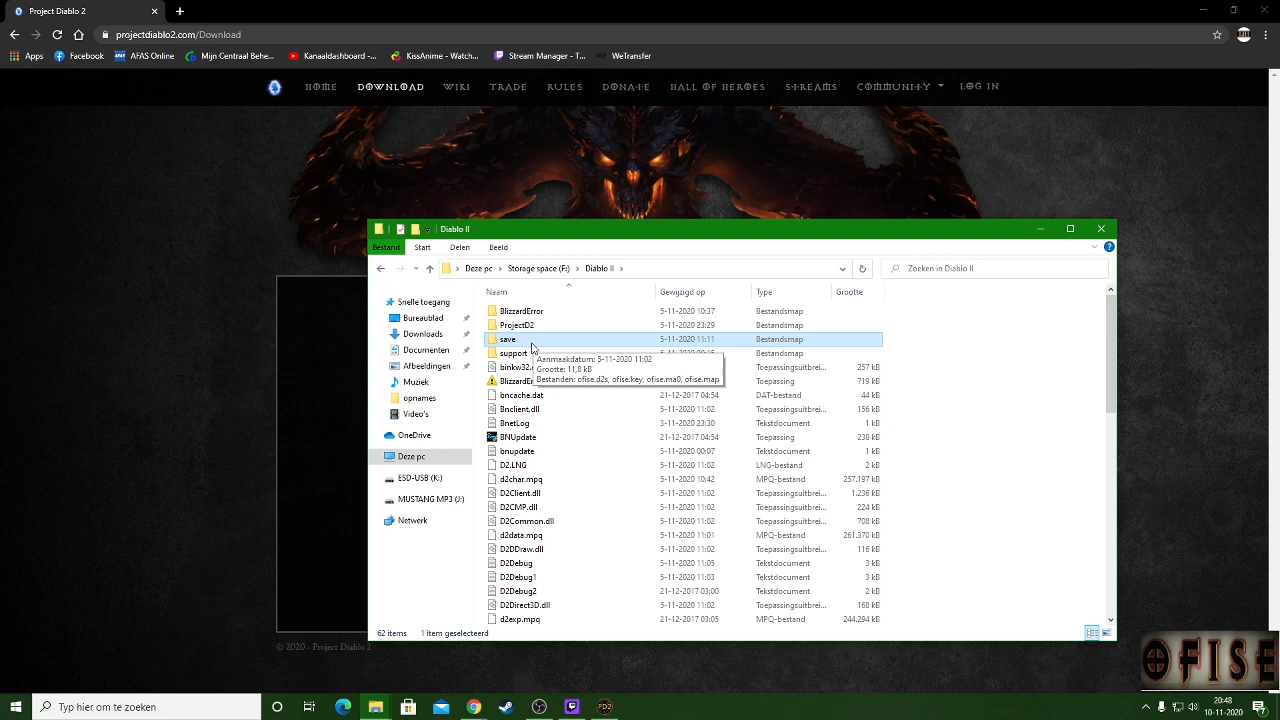 Project Diablo 2
projectdiablo2.com/Download
Apps Facebook AFAS Online Mijn Centraal Behe... Kanaaldashboard -... KissAnime - Watch... Stream Manager - T... WeTransfer
HOME DOWNLOAD WIKI TRADE RULES DONATE HALL OF HEROES STREAMS COMMUNITY LOG IN
Diablo II
Bestand Start Delen Beeld
Deze pc > Storage space (F:) > Diablo II >
Zoeken in Diablo II
Naam Gewijzigd op Type Grootte
Snelle toegang
Bureaublad
Downloads
Documenten
Afbeeldingen
Muziek
opnames
Video's
OneDrive
Deze pc
ESD-USB (K:)
MUSTANG MP3 (J:)
Netwerk
BlizzardError 5-11-2020 10:37 Bestandsmap
ProjectD2 5-11-2020 23:29 Bestandsmap
save 5-11-2020 11:11 Bestandsmap
support Bestandsmap
Aanmaakdatum: 5-11-2020 11:02
Grootte: 11,8 kB
Bestanden: ofise.d2s, ofise.key, ofise.ma0, ofise.map
Toepassingsuitbrei... 257 kB
Toepassing 719 kB
bncache.dat 21-12-2017 04:54 DAT-bestand 44 kB
Bnclient.dll 5-11-2020 11:02 Toepassingsuitbrei... 156 kB
BnetLog 3-11-2020 23:30 Tekstdocument 1 kB
BNUpdate 21-12-2017 04:54 Toepassing 238 kB
bnupdate 5-11-2020 00:07 Tekstdocument 1 kB
D2.LNG 5-11-2020 11:02 LNG-bestand 2 kB
d2char.mpq 5-11-2020 10:42 MPQ-bestand 257.197 kB
D2Client.dll 5-11-2020 11:02 Toepassingsuitbrei... 1.236 kB
D2CMP.dll 5-11-2020 11:02 Toepassingsuitbrei... 224 kB
D2Common.dll 5-11-2020 11:02 Toepassingsuitbrei... 708 kB
d2data.mpq 5-11-2020 11:01 MPQ-bestand 261.370 kB
D2DDraw.dll 5-11-2020 11:02 Toepassingsuitbrei... 116 kB
D2Debug 5-11-2020 11:05 Tekstdocument 3 kB
D2Debug1 5-11-2020 11:03 Tekstdocument 3 kB
D2Debug2 21-12-2017 03:00 Tekstdocument 2 kB
D2Direct3D.dll 5-11-2020 11:02 Toepassingsuitbrei... 168 kB
d2exp.mpq 21-12-2017 03:05 MPQ-bestand 244.294 kB
62 items 1 item geselecteerd
© 2020 - Project Diablo 2
OFISE
Typ hier om te zoeken
PD2
20:48
10-11-2020